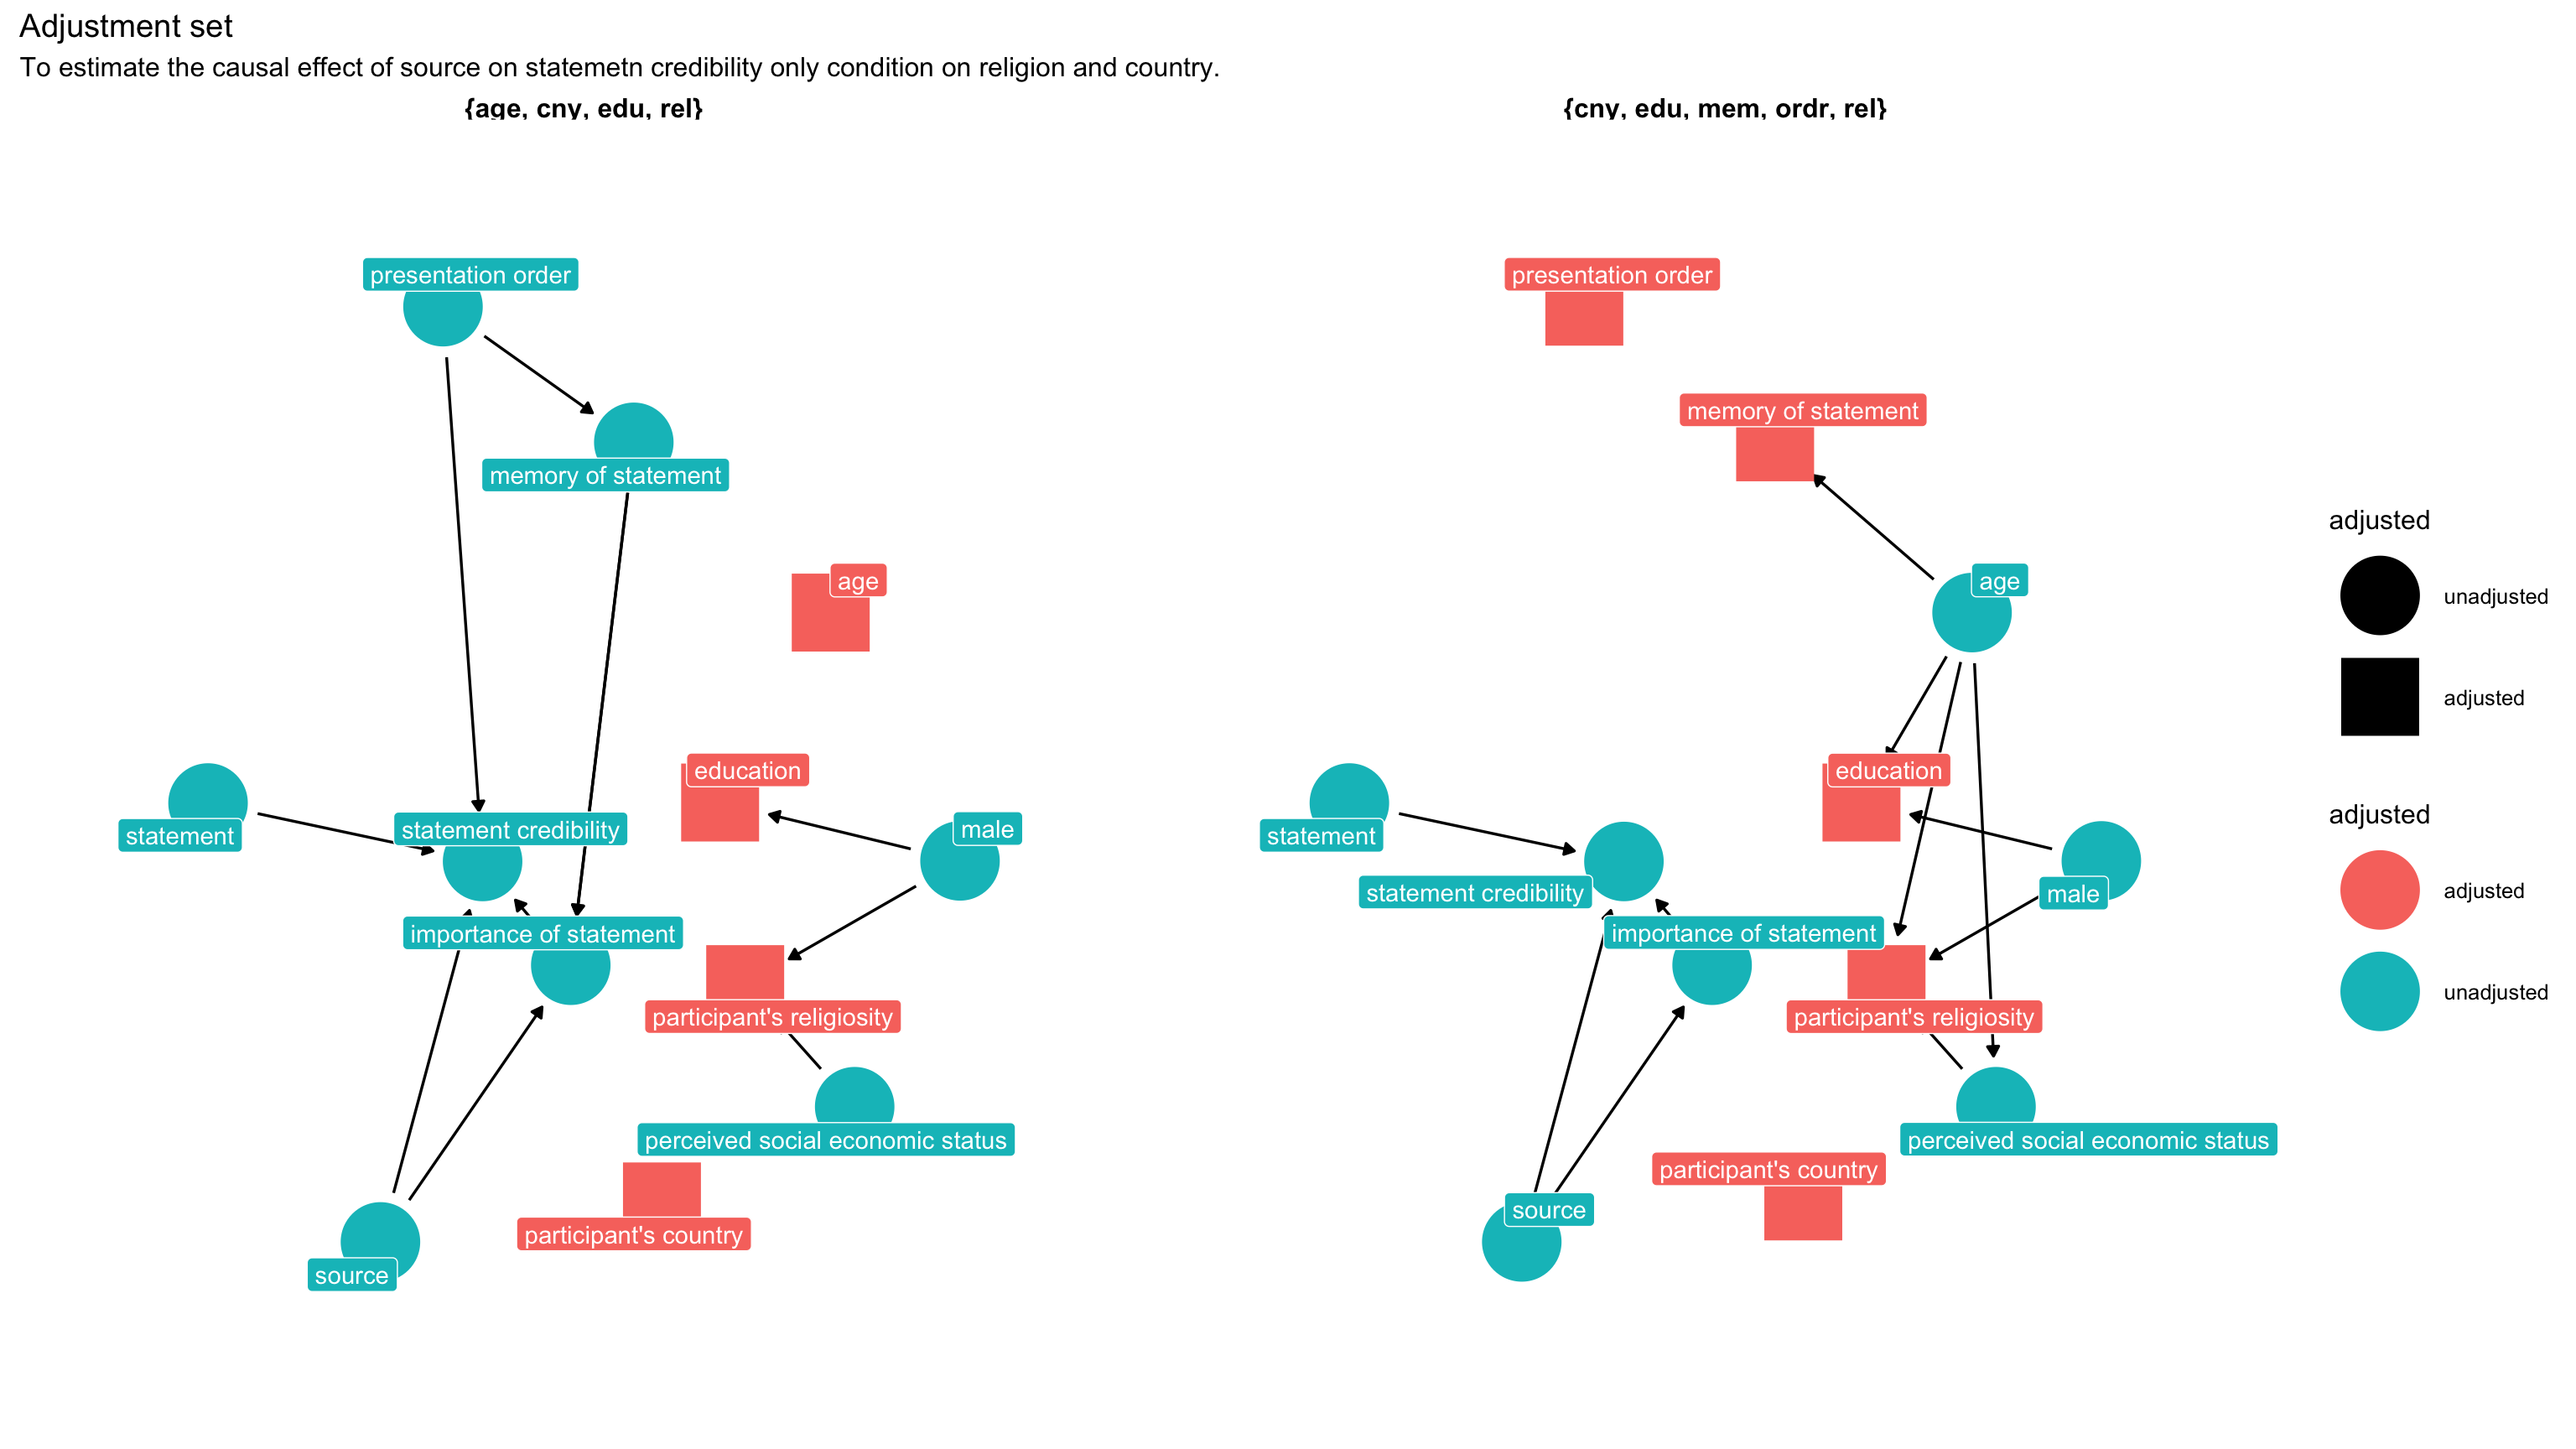 Adjustment set
To estimate the causal effect of source on statemetn credibility only condition on religion and country.
{age, cny, edu, rel}
{cny, edu, mem, ordr, rel}
presentation order
memory of statement
age
education
statement credibility
male
statement
importance of statement
participant's religiosity
perceived social economic status
participant's country
source
presentation order
memory of statement
age
education
statement
statement credibility
male
importance of statement
participant's religiosity
perceived social economic status
participant's country
source
adjusted
unadjusted
adjusted
adjusted
adjusted
unadjusted